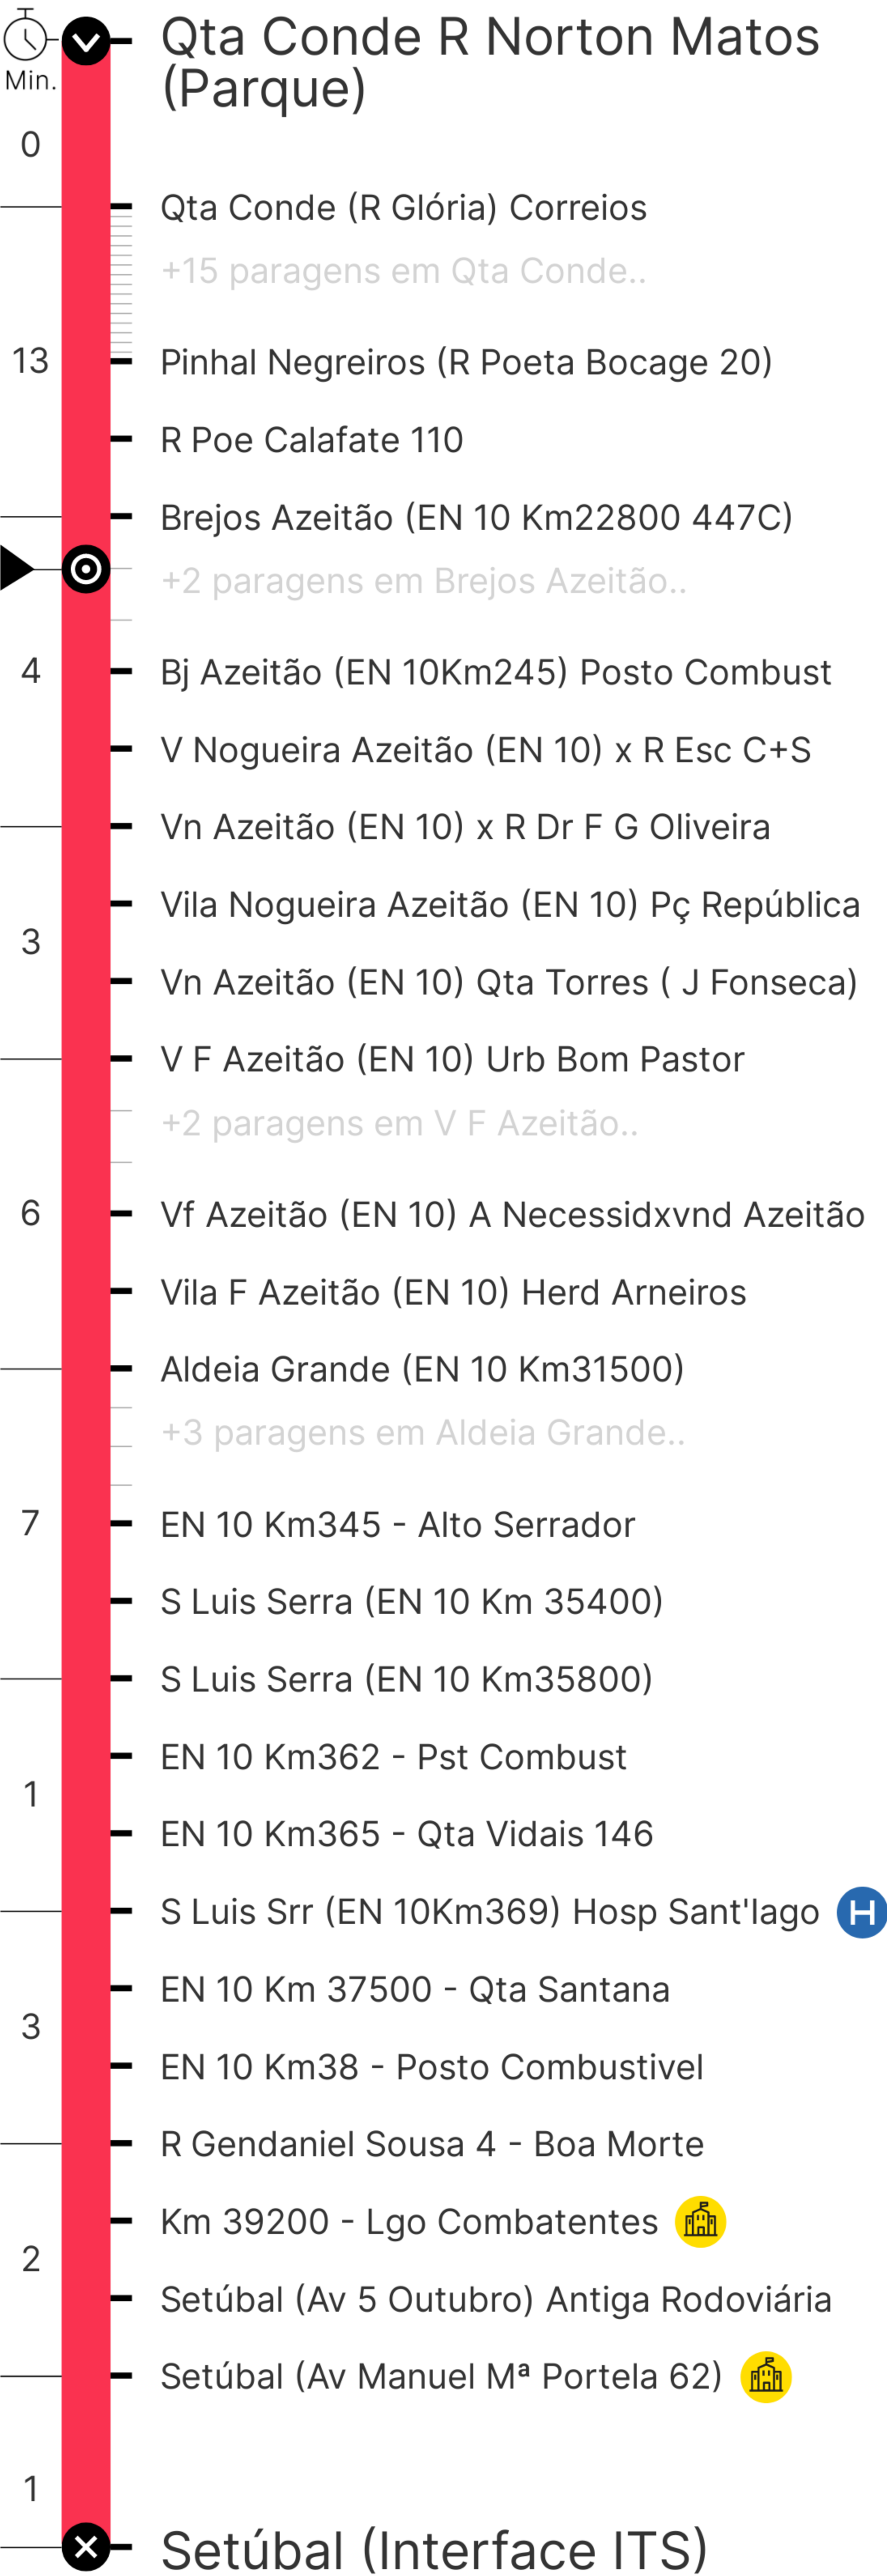 Qta Conde R Norton Matos
(Parque)
Min.
0
Qta Conde (R Glória) Correios
+15 paragens em Qta Conde..
13
Pinhal Negreiros (R Poeta Bocage 20)
R Poe Calafate 110
Brejos Azeitão (EN 10 Km22800 447C)
+2 paragens em Brejos Azeitão..
4
Bj Azeitão (EN 10Km245) Posto Combust
V Nogueira Azeitão (EN 10) x R Esc C+S
Vn Azeitão (EN 10) x R Dr F G Oliveira
Vila Nogueira Azeitão (EN 10) Pç República
3
Vn Azeitão (EN 10) Qta Torres ( J Fonseca)
V F Azeitão (EN 10) Urb Bom Pastor
+2 paragens em V F Azeitão..
6
Vf Azeitão (EN 10) A Necessidxvnd Azeitão
Vila F Azeitão (EN 10) Herd Arneiros
Aldeia Grande (EN 10 Km31500)
+3 paragens em Aldeia Grande..
7
EN 10 Km345 - Alto Serrador
S Luis Serra (EN 10 Km 35400)
S Luis Serra (EN 10 Km35800)
EN 10 Km362 - Pst Combust
1
EN 10 Km365 - Qta Vidais 146
S Luis Srr (EN 10Km369) Hosp Sant'Iago H
EN 10 Km 37500 - Qta Santana
3
EN 10 Km38 - Posto Combustivel
R Gendaniel Sousa 4 - Boa Morte
Km 39200 - Lgo Combatentes
2
Setúbal (Av 5 Outubro) Antiga Rodoviária
Setúbal (Av Manuel Mª Portela 62)
1
Setúbal (Interface ITS)